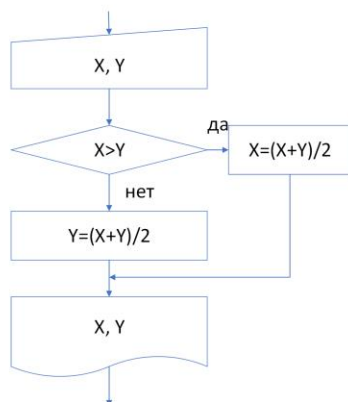 X, Y
X>Y
да
X=(X+Y)/2
нет
Y=(X+Y)/2
X, Y